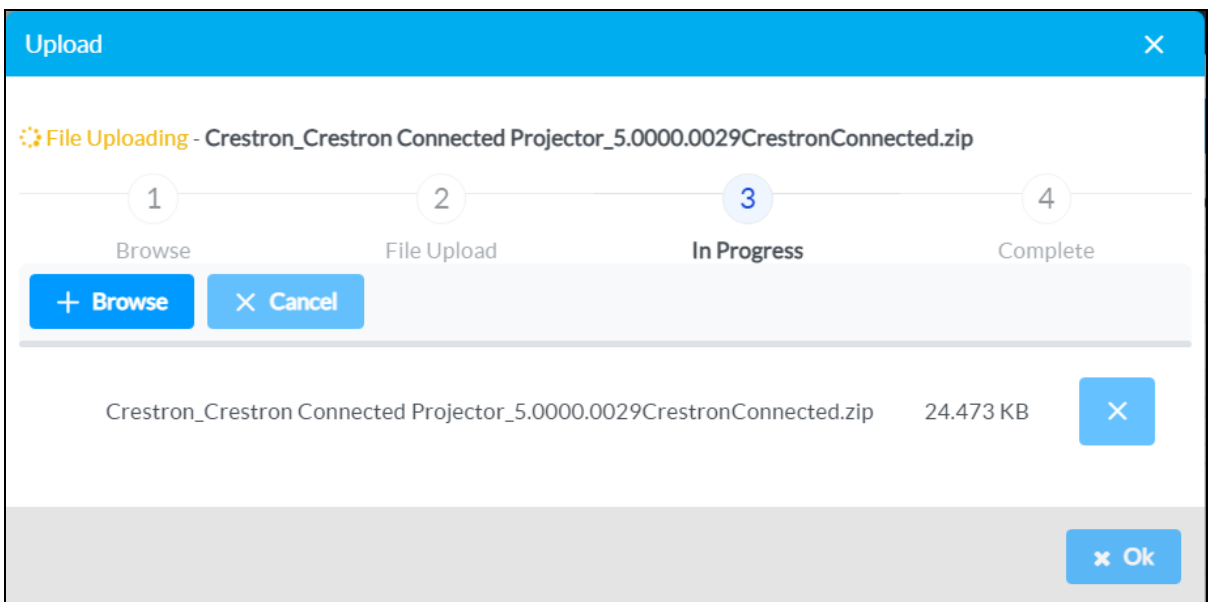 Upload
File Uploading - Crestron_Crestron Connected Projector_5.0000.0029CrestronConnected.zip
1 2 3 4
Browse File Upload In Progress Complete
Browse Cancel
Crestron_Crestron Connected Projector_5.0000.0029CrestronConnected.zip 24.473 KB
Ok